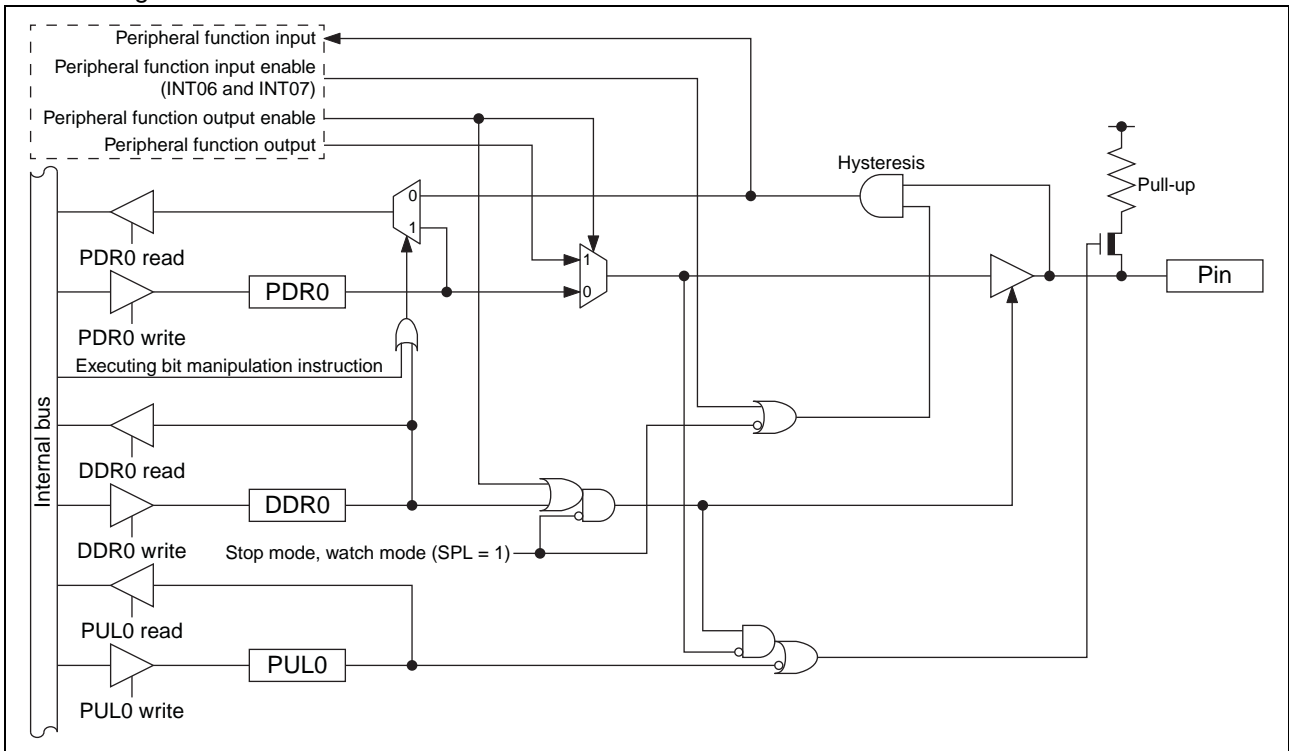 Peripheral function input
Peripheral function input enable
(INT06 and INT07)
Peripheral function output enable
Peripheral function output
Hysteresis
Pull-up
0
1
PDR0 read
1
0
PDR0
Pin
PDR0 write
Executing bit manipulation instruction
Internal bus
DDR0 read
DDR0
DDR0 write
Stop mode, watch mode (SPL = 1)
PUL0 read
PUL0
PUL0 write